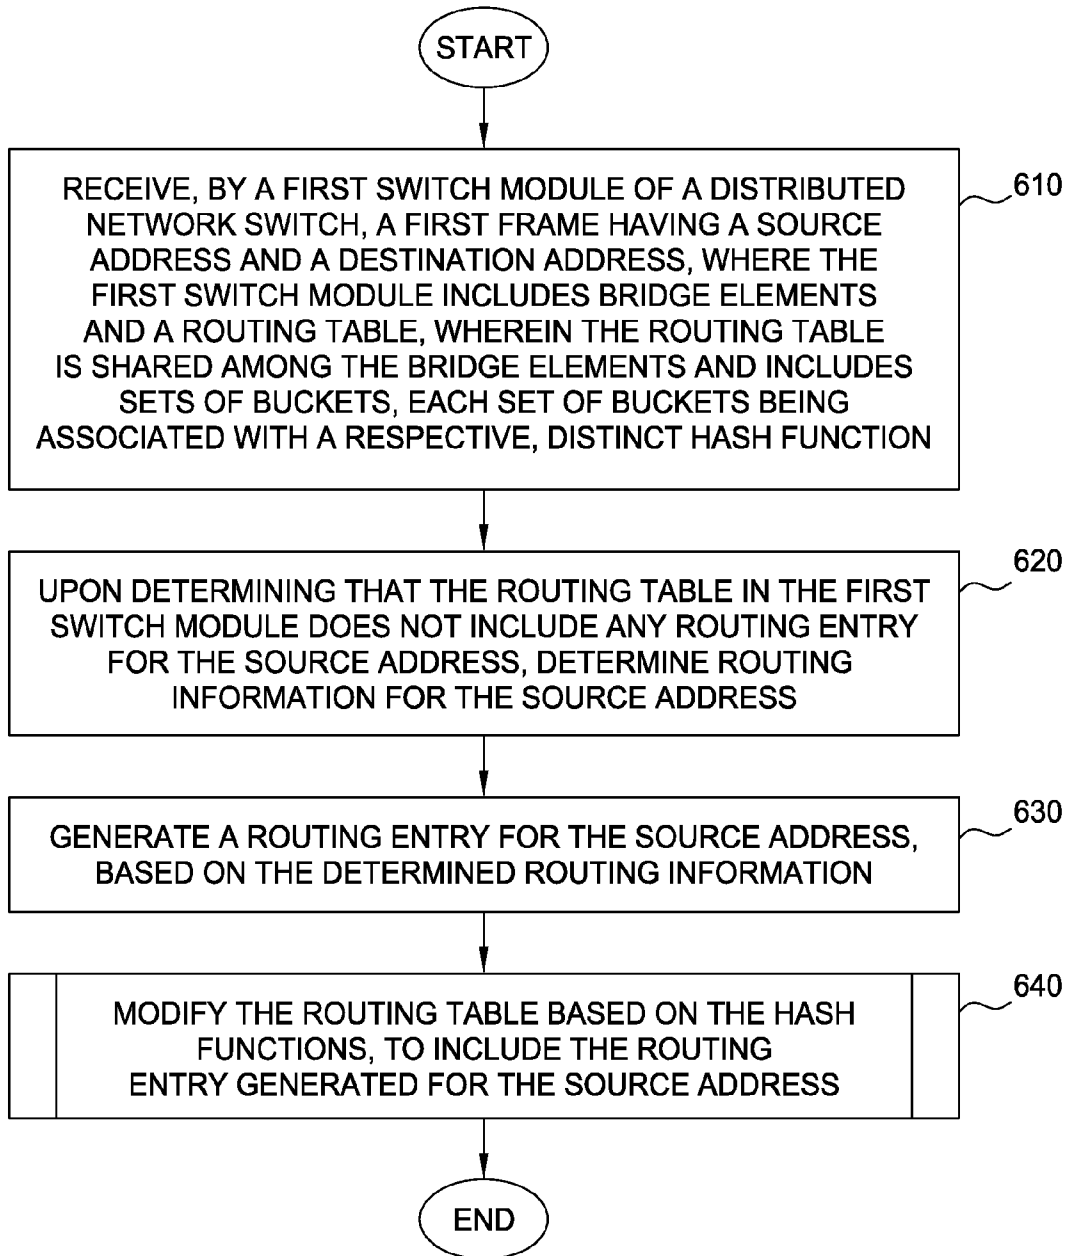 START
RECEIVE, BY A FIRST SWITCH MODULE OF A DISTRIBUTED
NETWORK SWITCH, A FIRST FRAME HAVING A SOURCE
ADDRESS AND A DESTINATION ADDRESS, WHERE THE
FIRST SWITCH MODULE INCLUDES BRIDGE ELEMENTS
AND A ROUTING TABLE, WHEREIN THE ROUTING TABLE
IS SHARED AMONG THE BRIDGE ELEMENTS AND INCLUDES
SETS OF BUCKETS, EACH SET OF BUCKETS BEING
ASSOCIATED WITH A RESPECTIVE, DISTINCT HASH FUNCTION
610
UPON DETERMINING THAT THE ROUTING TABLE IN THE FIRST
SWITCH MODULE DOES NOT INCLUDE ANY ROUTING ENTRY
FOR THE SOURCE ADDRESS, DETERMINE ROUTING
INFORMATION FOR THE SOURCE ADDRESS
620
GENERATE A ROUTING ENTRY FOR THE SOURCE ADDRESS,
BASED ON THE DETERMINED ROUTING INFORMATION
630
MODIFY THE ROUTING TABLE BASED ON THE HASH
FUNCTIONS, TO INCLUDE THE ROUTING
ENTRY GENERATED FOR THE SOURCE ADDRESS
640
END